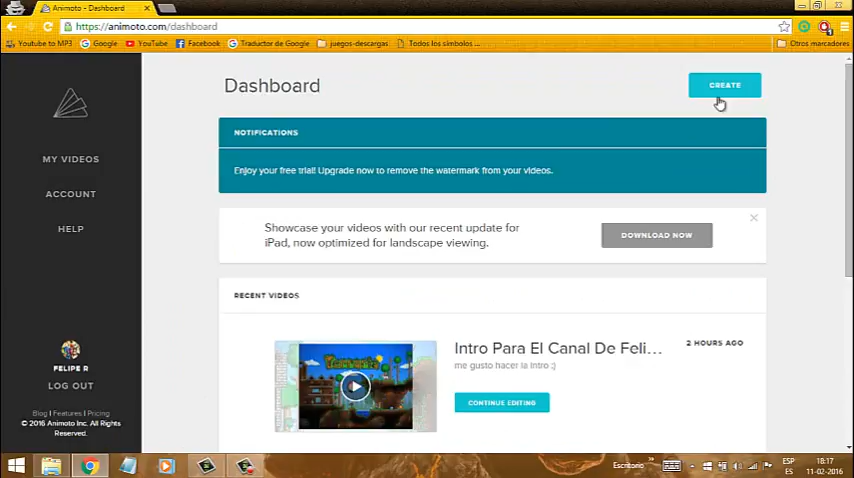 Animoto - Dashboard
https://animoto.com/dashboard
Youtube to MP3 Google YouTube Facebook Traductor de Google juegos-descargas Todos los símbolos ... Otros marcadores
Dashboard
CREATE
NOTIFICATIONS
Enjoy your free trial! Upgrade now to remove the watermark from your videos.
MY VIDEOS
ACCOUNT
HELP
Showcase your videos with our recent update for
iPad, now optimized for landscape viewing.
DOWNLOAD NOW
RECENT VIDEOS
Intro Para El Canal De Feli...
2 HOURS AGO
me gusto hacer la intro ;)
CONTINUE EDITING
FELIPE R
LOG OUT
Blog | Features | Pricing
© 2016 Animoto Inc. All Rights
Reserved.
Escritorio
ESP
ES
18:17
11-02-2016